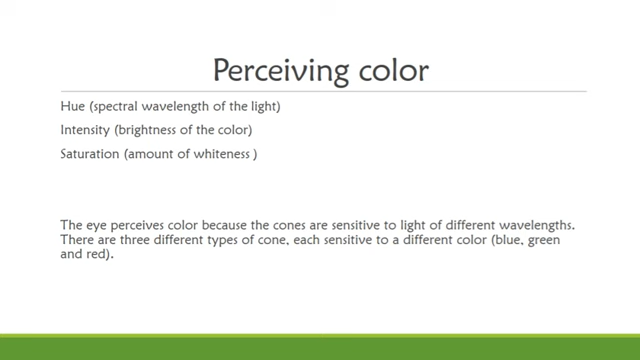 Perceiving color
Hue (spectral wavelength of the light)
Intensity (brightness of the color)
Saturation (amount of whiteness )
The eye perceives color because the cones are sensitive to light of different wavelengths.
There are three different types of cone, each sensitive to a different color (blue, green
and red).